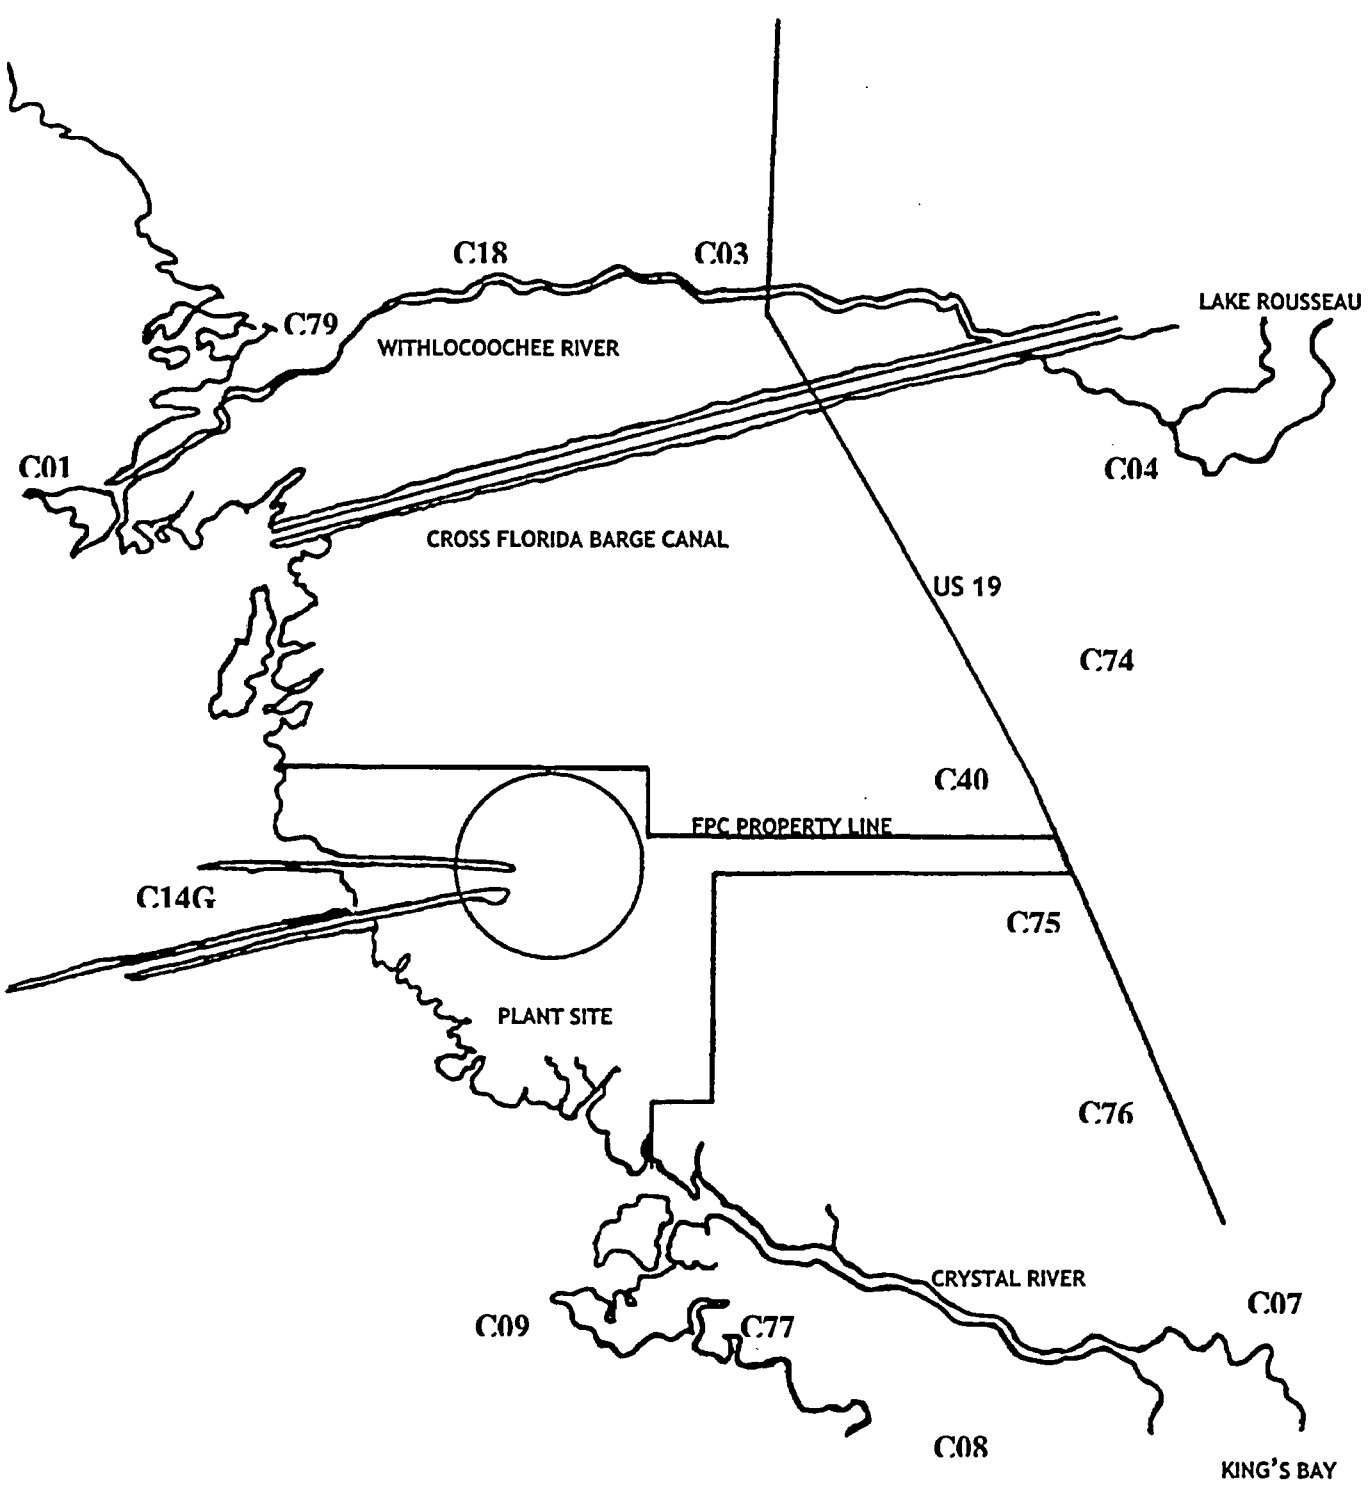 C18
C03
LAKE ROUSSEAU
C79
WITHLOCOOCHEE RIVER
C01
C04
CROSS FLORIDA BARGE CANAL
US 19
C74
C40
FPC PROPERTY LINE
C14G
C75
PLANT SITE
C76
CRYSTAL RIVER
C07
C09
C77
C08
KING'S BAY